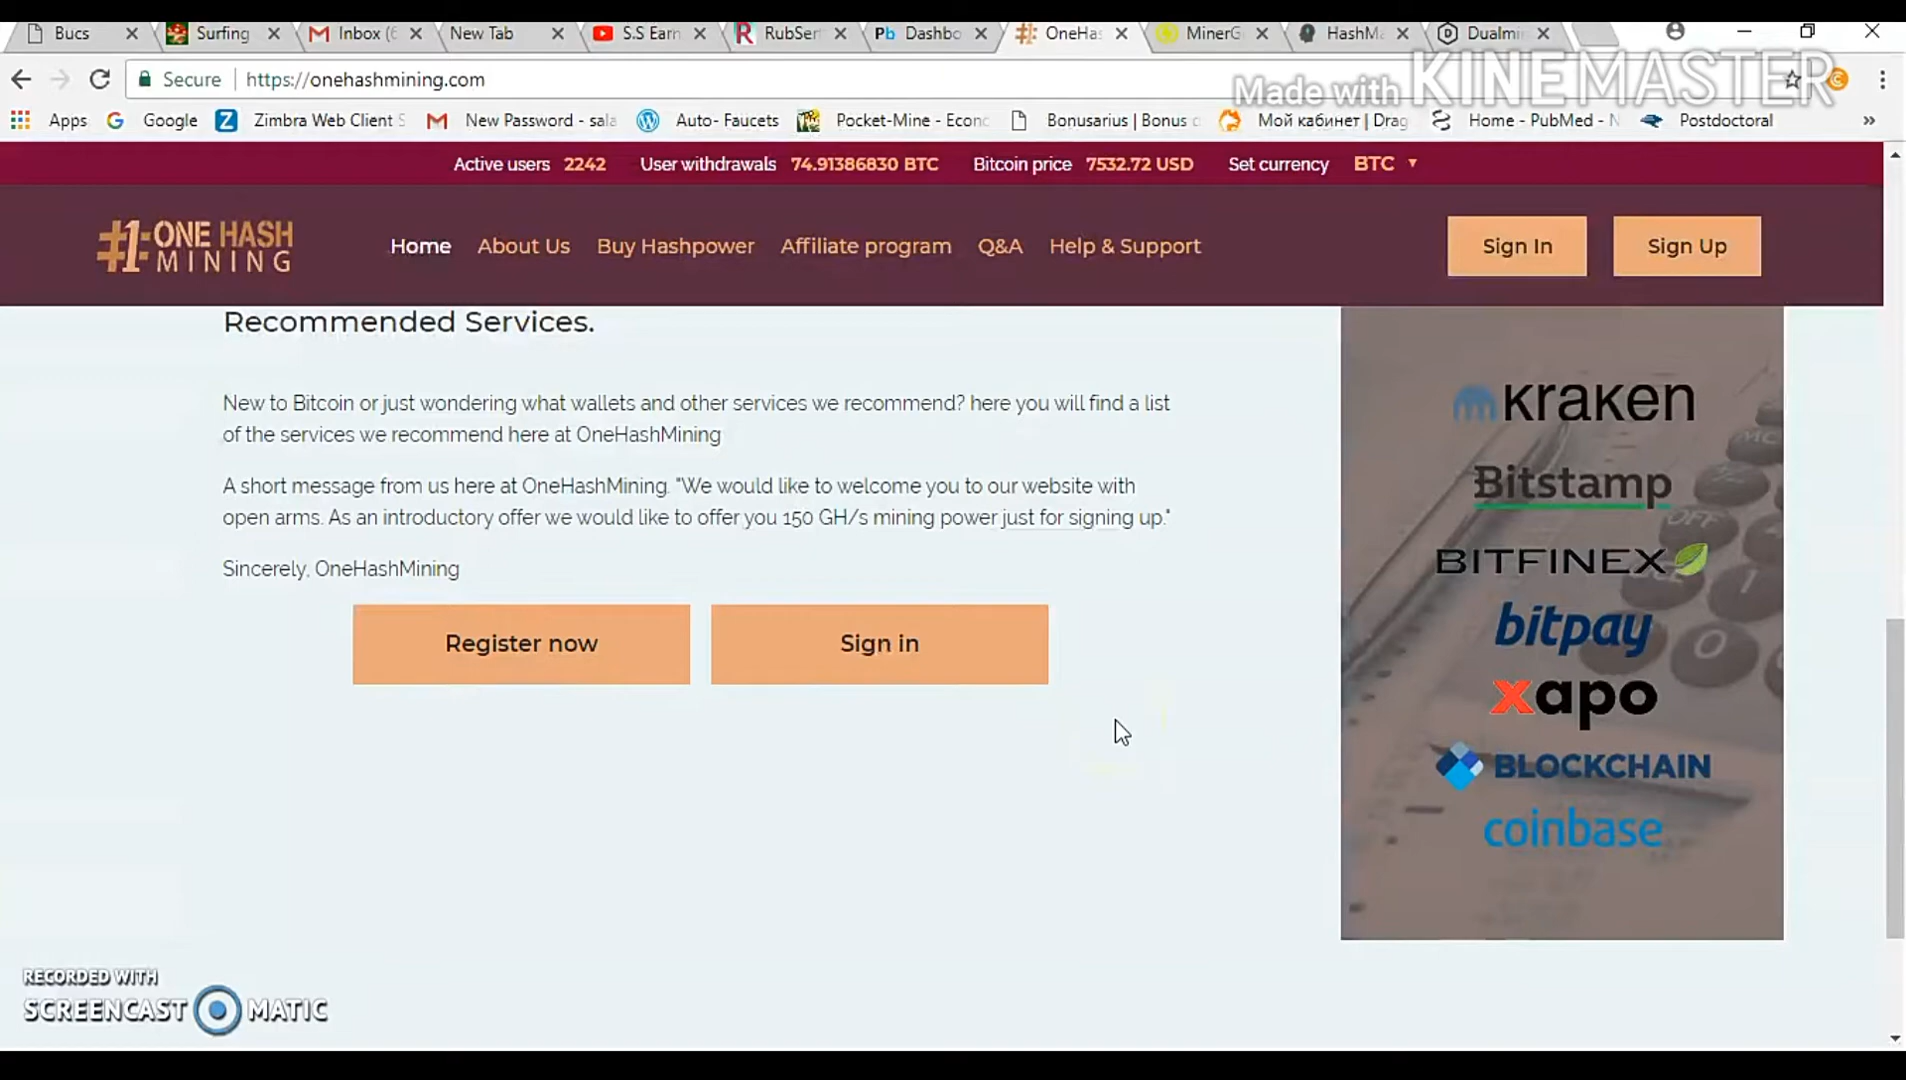 Bucs
Surfing
Inbox (6
New Tab
S.S Earn
RubSer
Dashbo
OneHas
MinerG
HashMa
Dualmi
Secure
https://onehashmining.com
Made with KINEMASTER
Apps
Google
Zimbra Web Client S
New Password - sala
Auto- Faucets
Pocket-Mine - Econ
Bonusarius | Bonus c
Мой кабинет | Drag
Home - PubMed - N
Postdoctoral
»
Active users 2242
User withdrawals 74.91386830 BTC
Bitcoin price 7532.72 USD
Set currency BTC
#1:ONE HASH
MINING
Home
About Us
Buy Hashpower
Affiliate program
Q&A
Help & Support
Sign In
Sign Up
Recommended Services.
New to Bitcoin or just wondering what wallets and other services we recommend? here you will find a list
of the services we recommend here at OneHashMining
A short message from us here at OneHashMining. "We would like to welcome you to our website with
open arms. As an introductory offer we would like to offer you 150 GH/s mining power just for signing up."
Sincerely, OneHashMining
Register now
Sign in
kraken
Bitstamp
BITFINEX
bitpay
xapo
BLOCKCHAIN
coinbase
RECORDED WITH
SCREENCAST MATIC